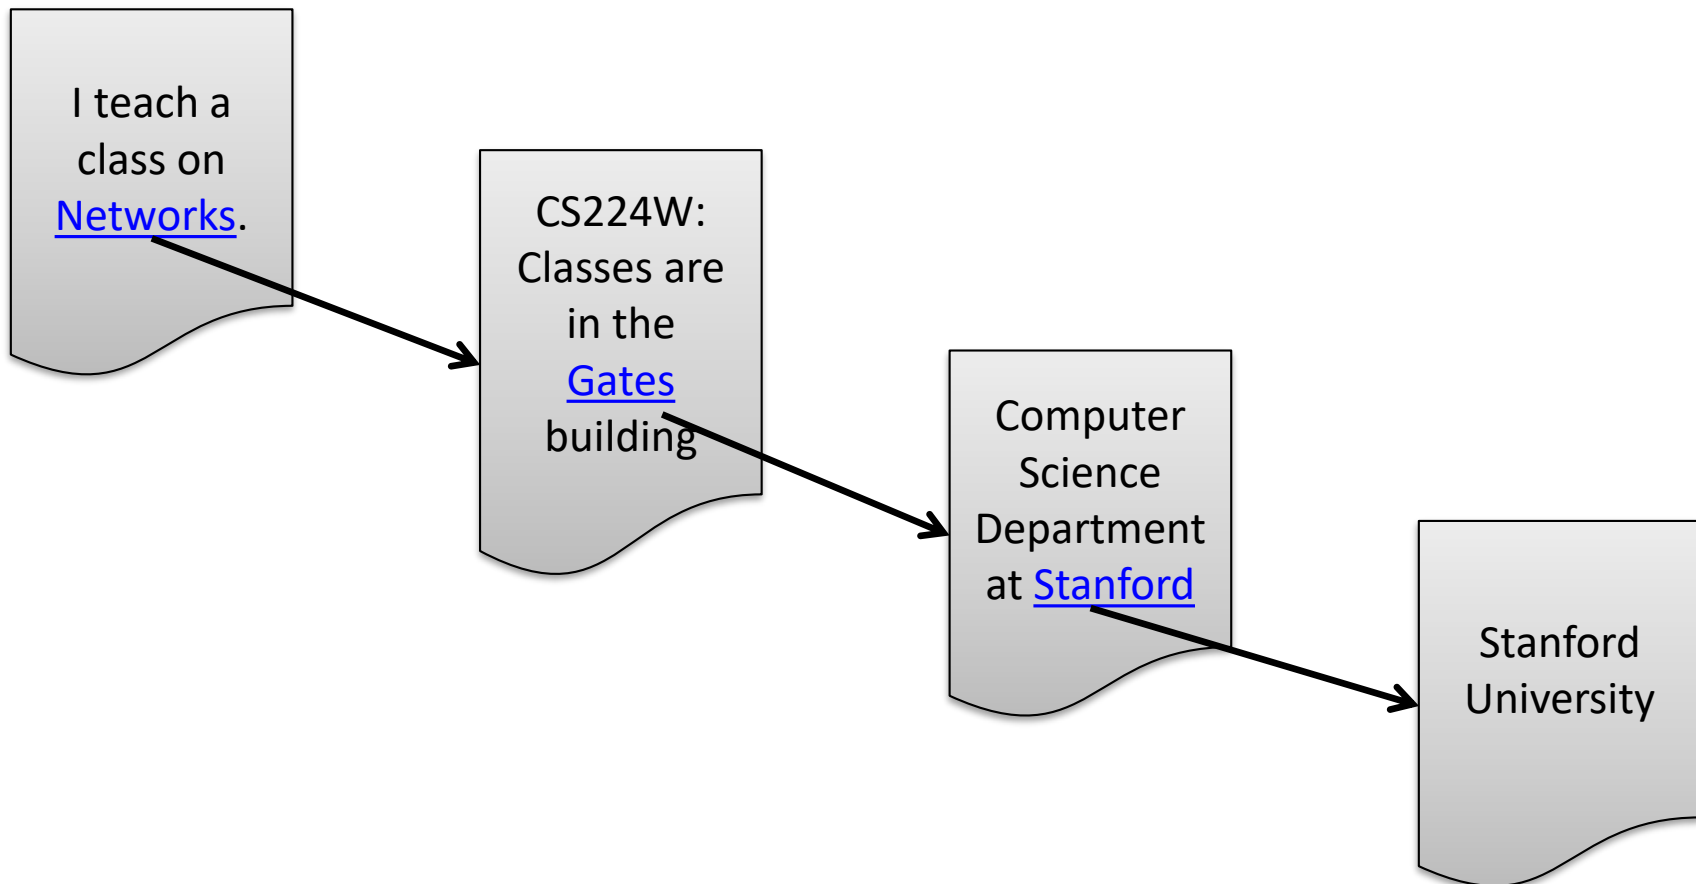 I teach a
class on
Networks.
CS224W:
Classes are
in the
Gates
building
Computer
Science
Department
at Stanford
Stanford
University